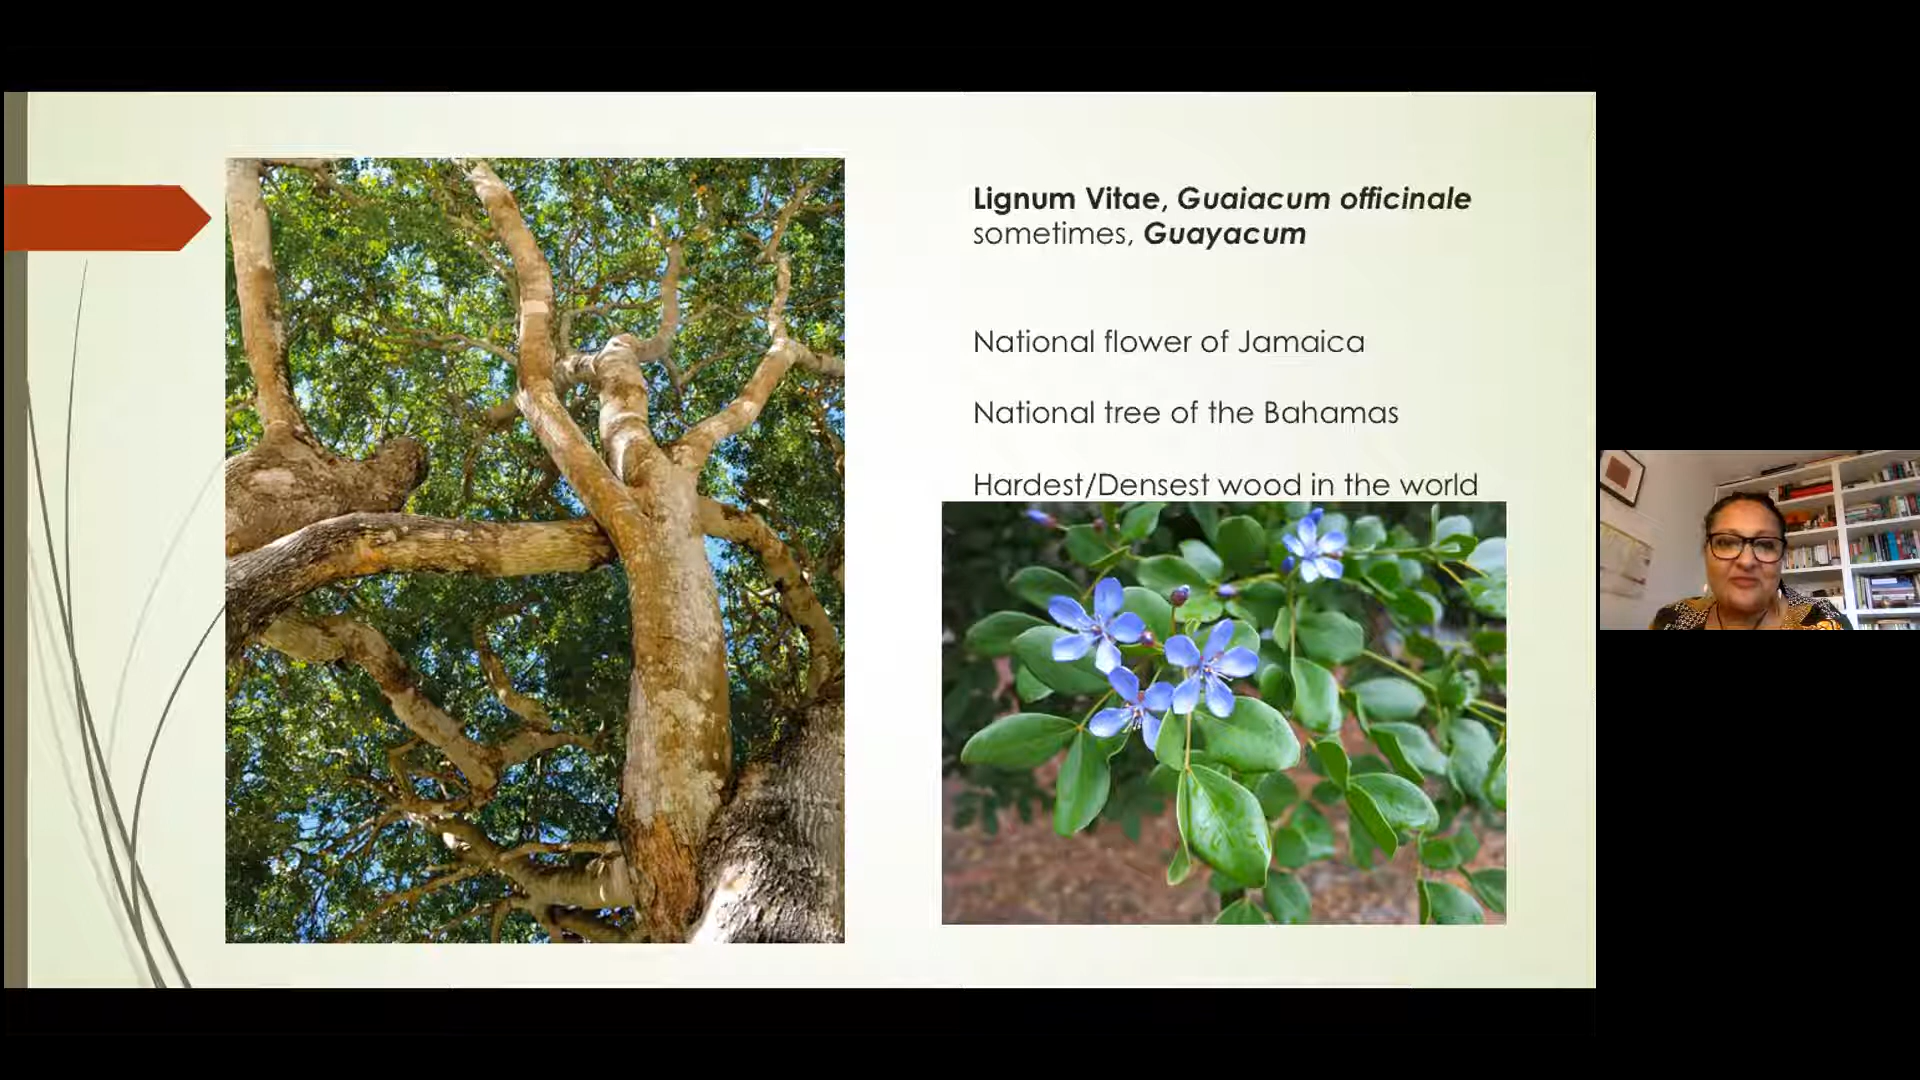 Lignum Vitae, Guaiacum officinale
sometimes, Guayacum
National flower of Jamaica
National tree of the Bahamas
Hardest/Densest wood in the world